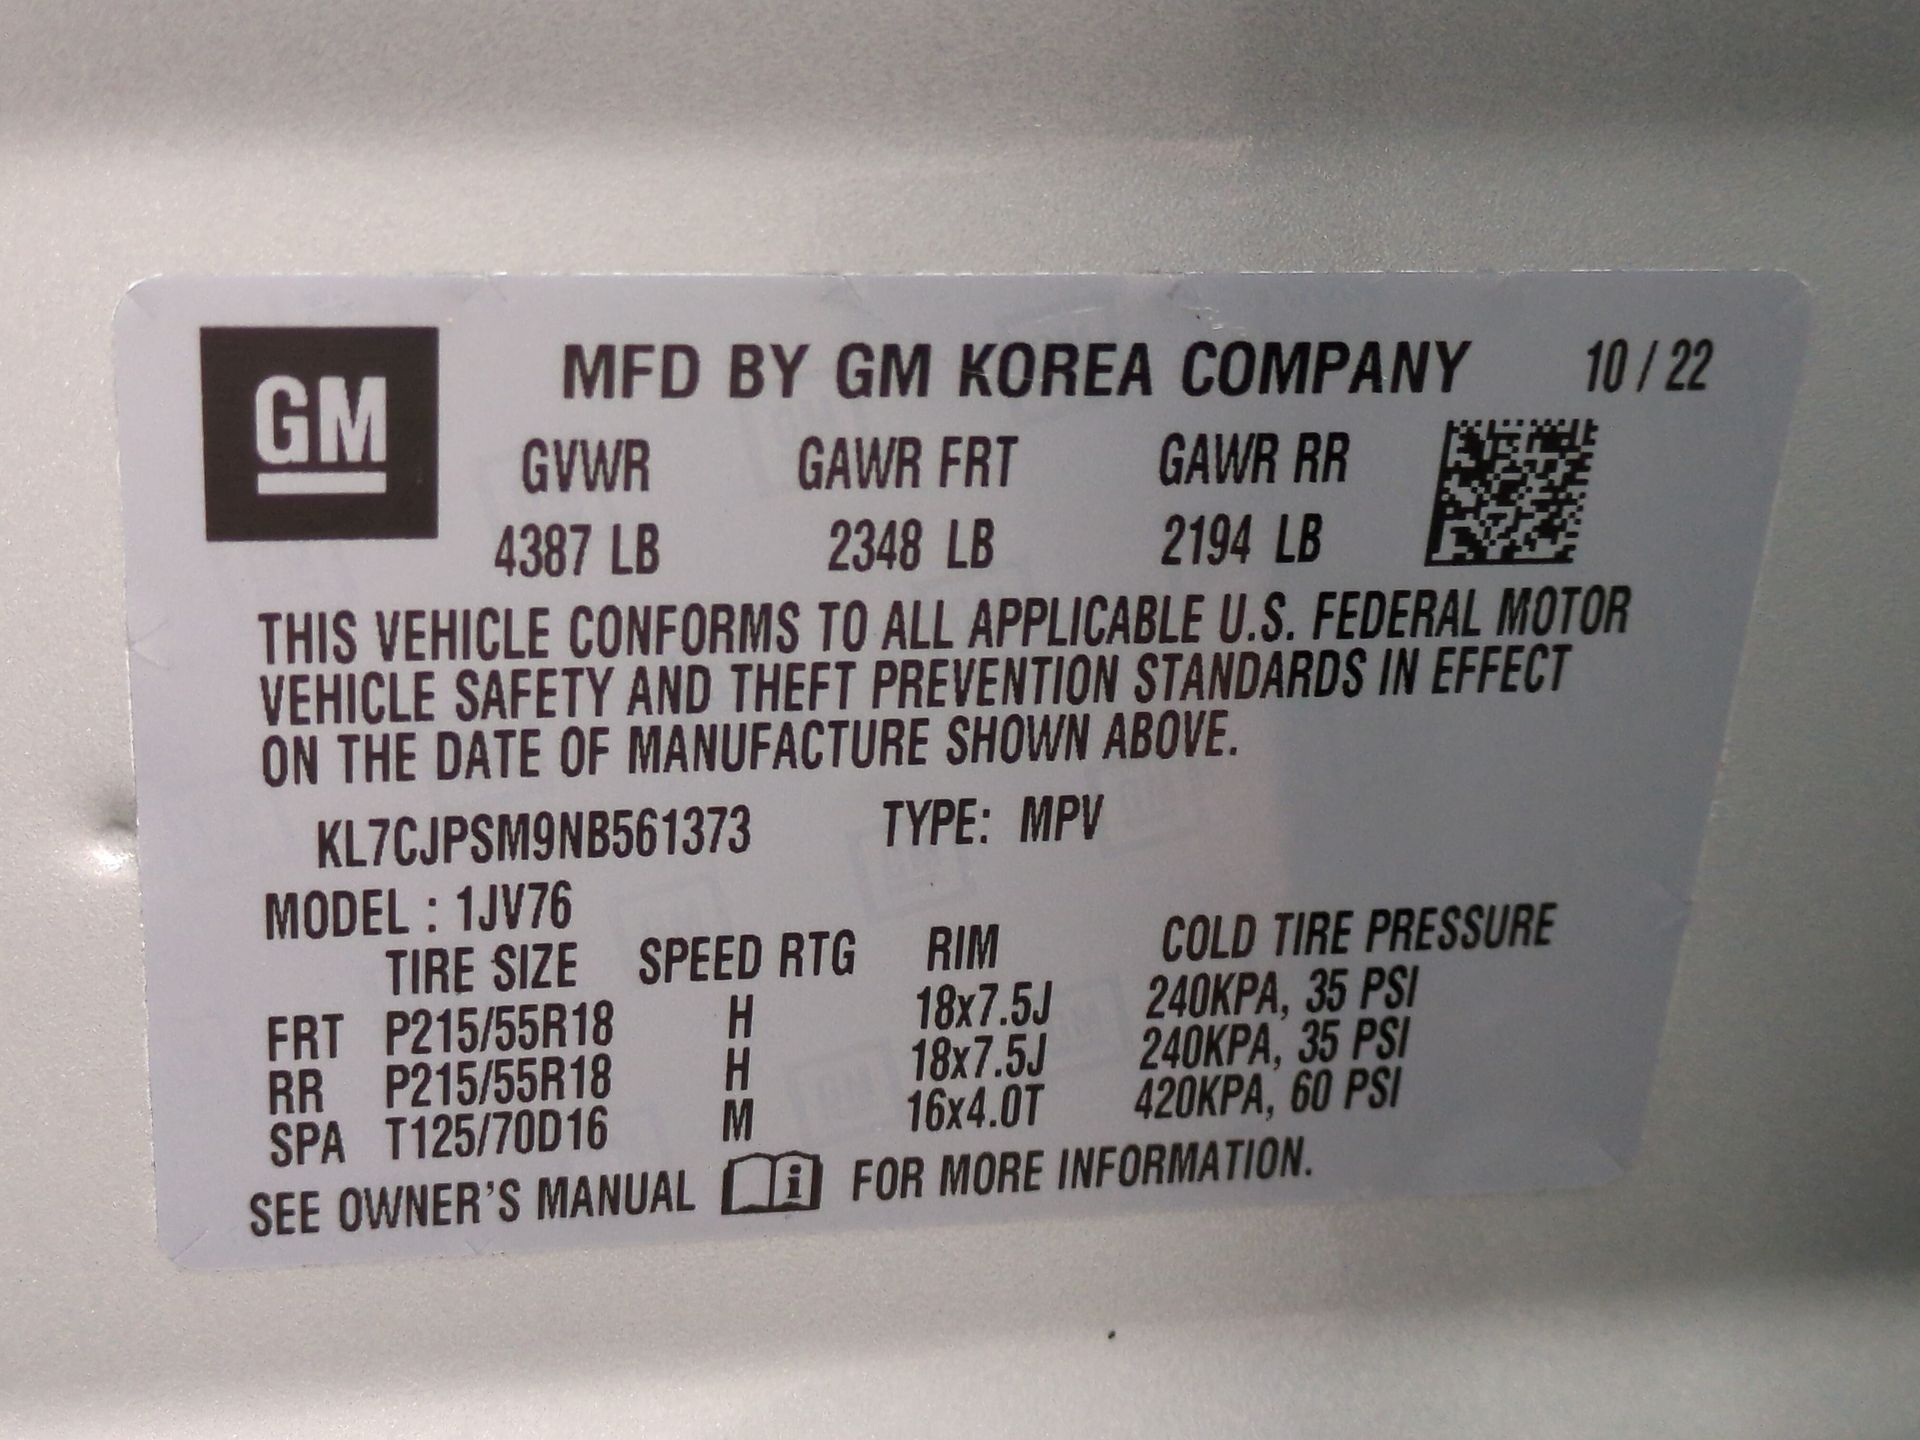 GM
MFD BY GM KOREA COMPANY 10 / 22
GVWR GAWR FRT GAWR RR
4387 LB 2348 LB 2194 LB
THIS VEHICLE CONFORMS TO ALL APPLICABLE U.S. FEDERAL MOTOR
VEHICLE SAFETY AND THEFT PREVENTION STANDARDS IN EFFECT
ON THE DATE OF MANUFACTURE SHOWN ABOVE.
KL7CJPSM9NB561373 TYPE: MPV
MODEL : 1JV76
TIRE SIZE SPEED RTG RIM COLD TIRE PRESSURE
FRT P215/55R18 H 18x7.5J 240KPA, 35 PSI
RR P215/55R18 H 18x7.5J 240KPA, 35 PSI
SPA T125/70D16 M 16x4.0T 420KPA, 60 PSI
SEE OWNER'S MANUAL i FOR MORE INFORMATION.